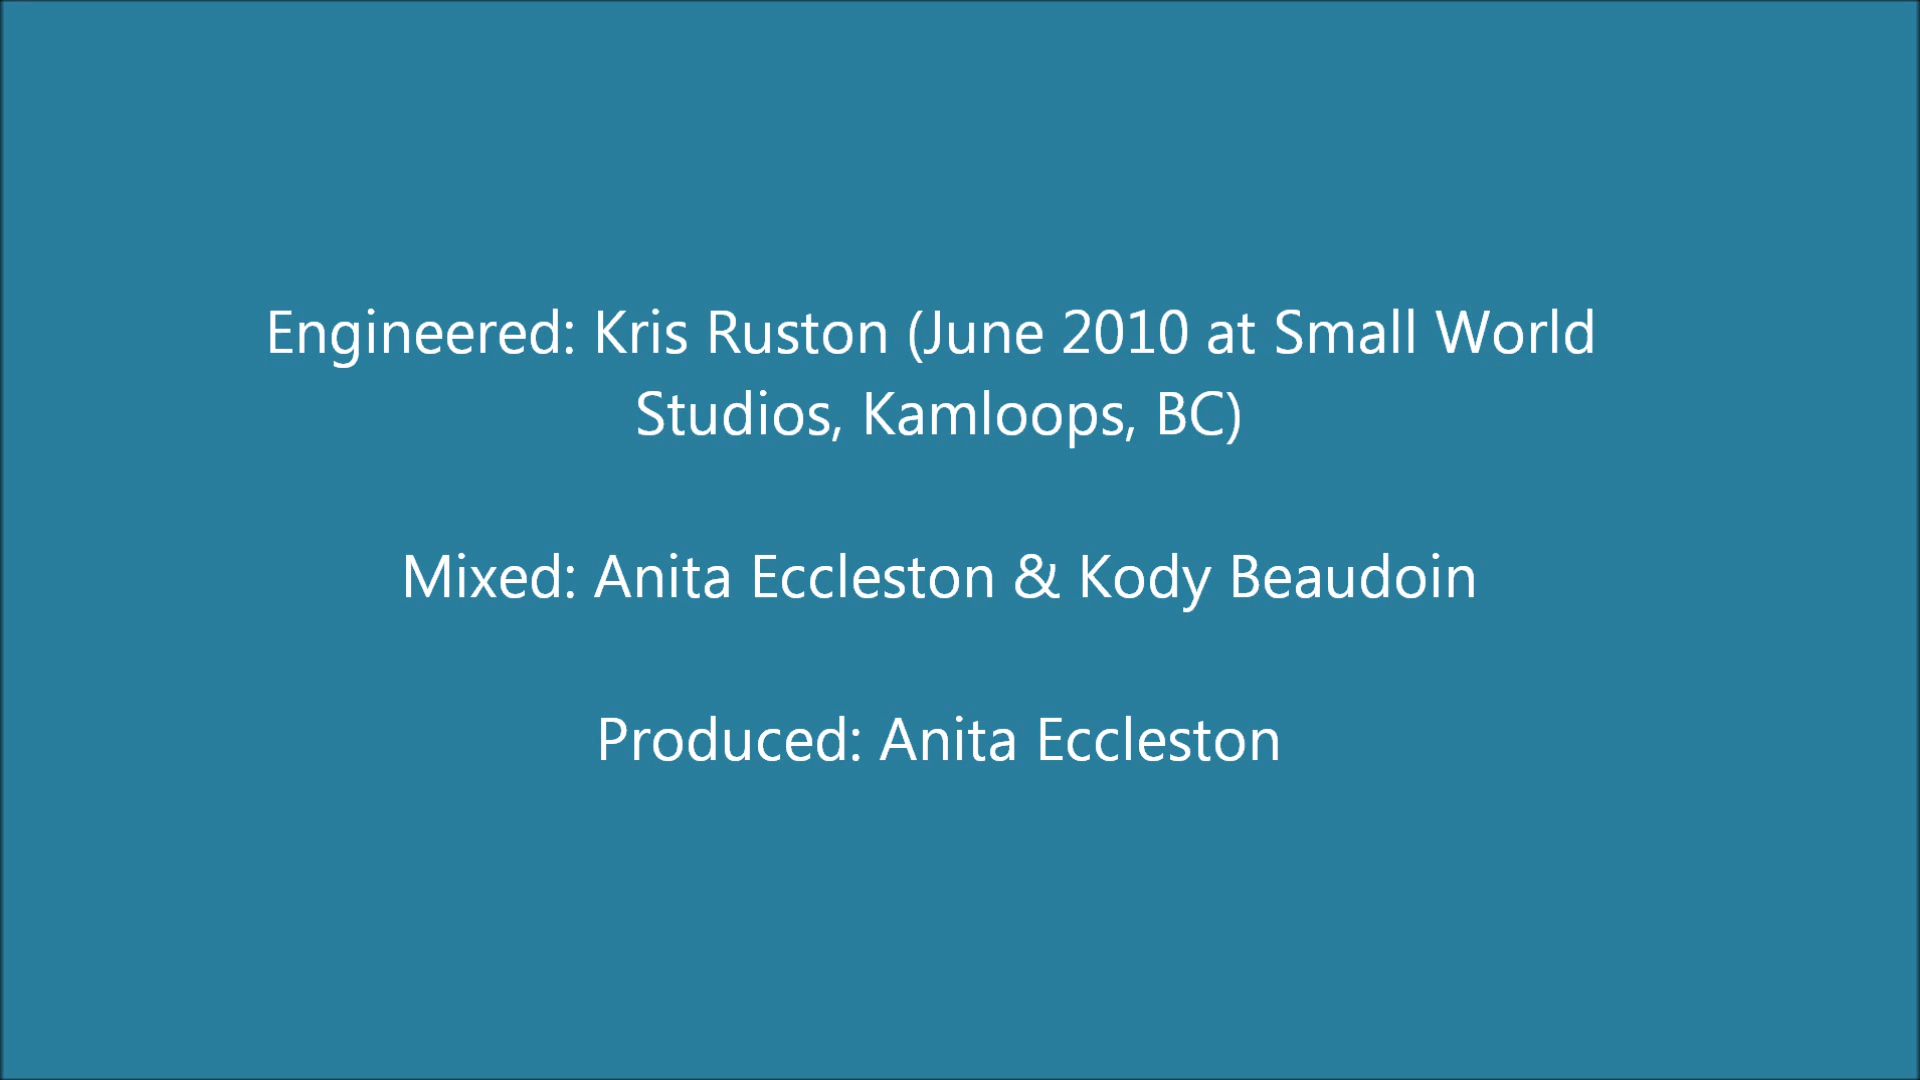 Engineered: Kris Ruston (June 2010 at Small World
Studios, Kamloops, BC)
Mixed: Anita Eccleston & Kody Beaudoin
Produced: Anita Eccleston